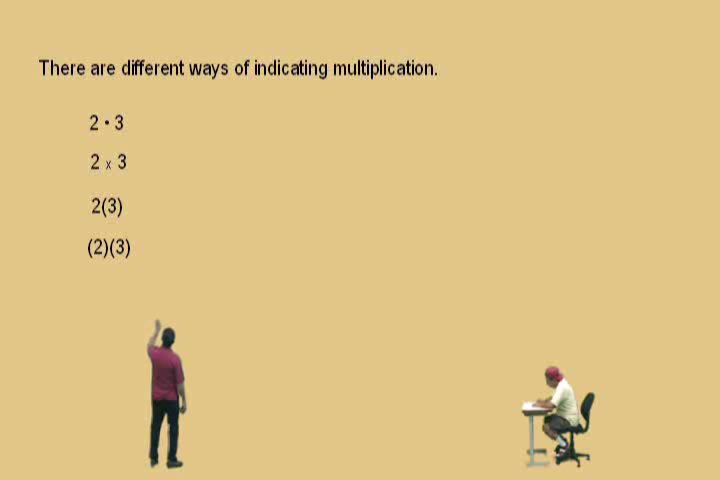 There are different ways of indicating multiplication.
2 · 3
2 x 3
2(3)
(2)(3)